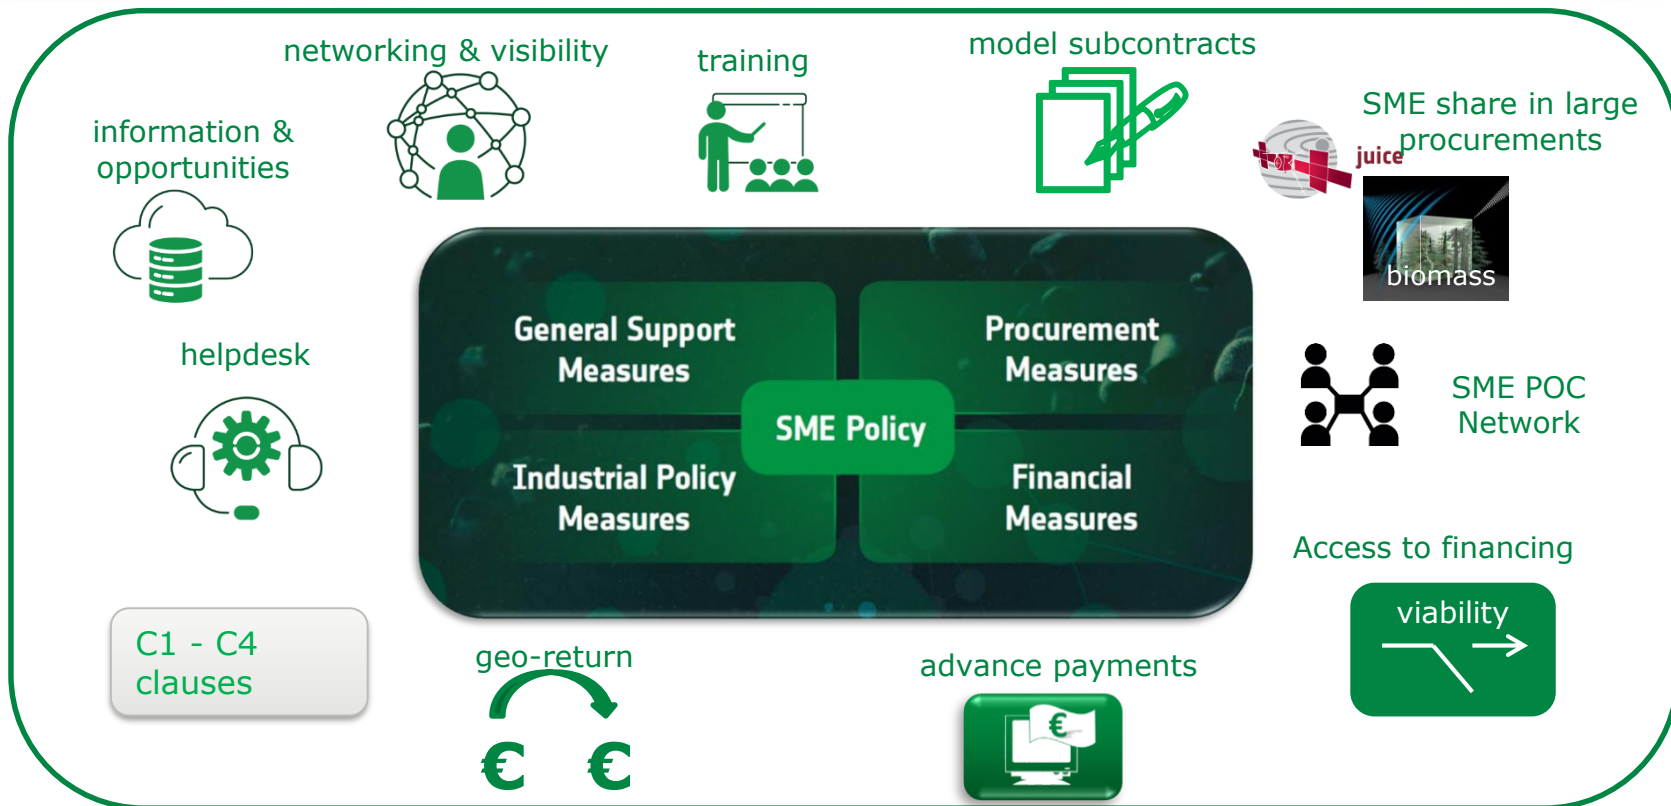 networking & visibility
training
model subcontracts
SME share in large
procurements
juice
biomass
information &
opportunities
helpdesk
General Support
Measures
Procurement
Measures
SME Policy
Industrial Policy
Measures
Financial
Measures
SME POC
Network
Access to financing
viability
C1 - C4
clauses
geo-return
€ €
advance payments
€